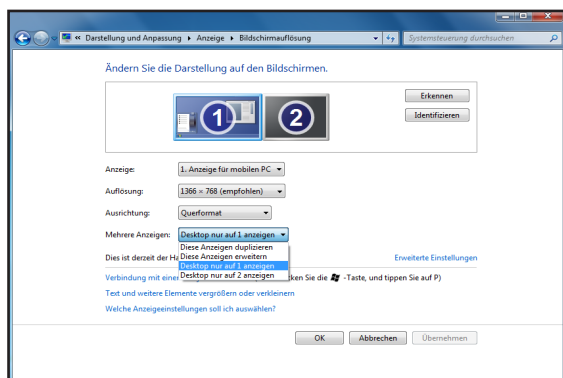 « Darstellung und Anpassung ▸ Anzeige ▸ Bildschirmauflösung
Systemsteuerung durchsuchen
Ändern Sie die Darstellung auf den Bildschirmen.
1
2
Erkennen
Identifizieren
Anzeige: 1. Anzeige für mobilen PC
Auflösung: 1366 × 768 (empfohlen)
Ausrichtung: Querformat
Mehrere Anzeigen: Desktop nur auf 1 anzeigen
Diese Anzeigen duplizieren
Diese Anzeigen erweitern
Desktop nur auf 1 anzeigen
Desktop nur auf 2 anzeigen
Dies ist derzeit der Erweiterte Einstellungen
Verbindung mit Sie die -Taste, und tippen Sie auf P)
Text und weitere Elemente vergrößern oder verkleinern
Welche Anzeigeeinstellungen soll ich auswählen?
OK Abbrechen Übernehmen